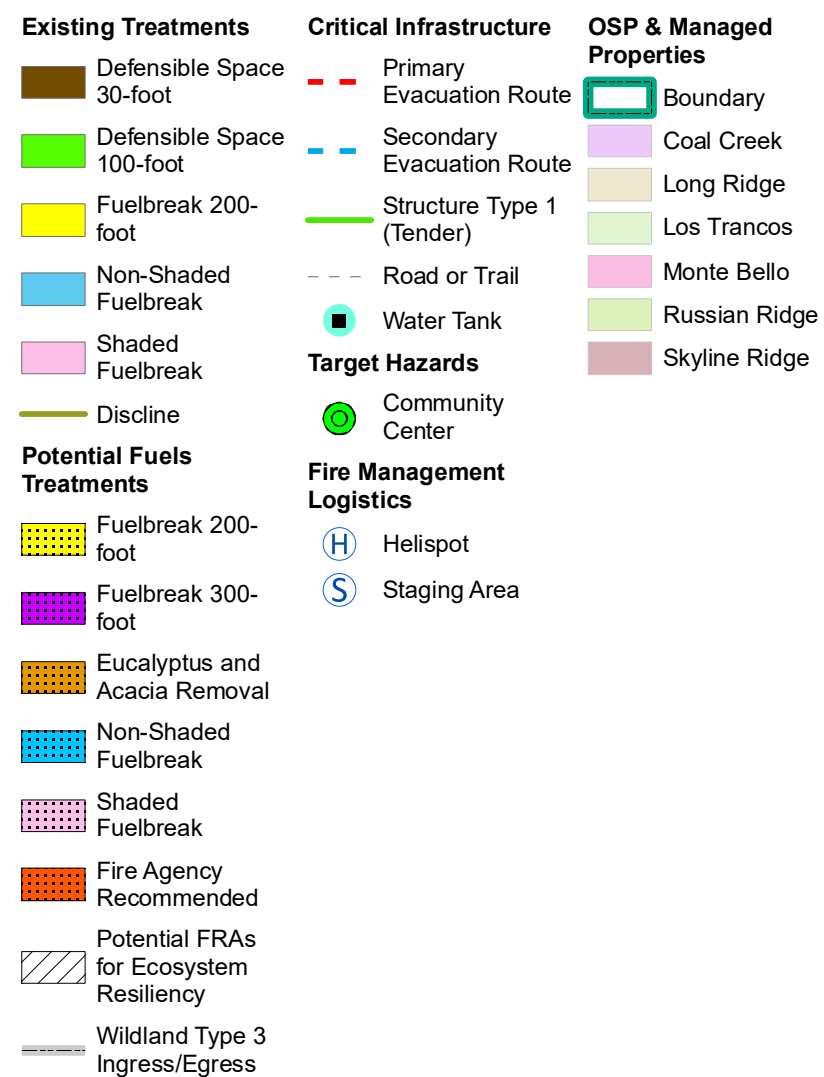 Existing Treatments
Defensible Space
30-foot
Defensible Space
100-foot
Fuelbreak 200-
foot
Non-Shaded
Fuelbreak
Shaded
Fuelbreak
Discline
Potential Fuels
Treatments
Fuelbreak 200-
foot
Fuelbreak 300-
foot
Eucalyptus and
Acacia Removal
Non-Shaded
Fuelbreak
Shaded
Fuelbreak
Fire Agency
Recommended
Potential FRAs
for Ecosystem
Resiliency
Wildland Type 3
Ingress/Egress
Critical Infrastructure
Primary
Evacuation Route
Secondary
Evacuation Route
Structure Type 1
(Tender)
Road or Trail
Water Tank
Target Hazards
Community
Center
Fire Management
Logistics
H Helispot
S Staging Area
OSP & Managed
Properties
Boundary
Coal Creek
Long Ridge
Los Trancos
Monte Bello
Russian Ridge
Skyline Ridge